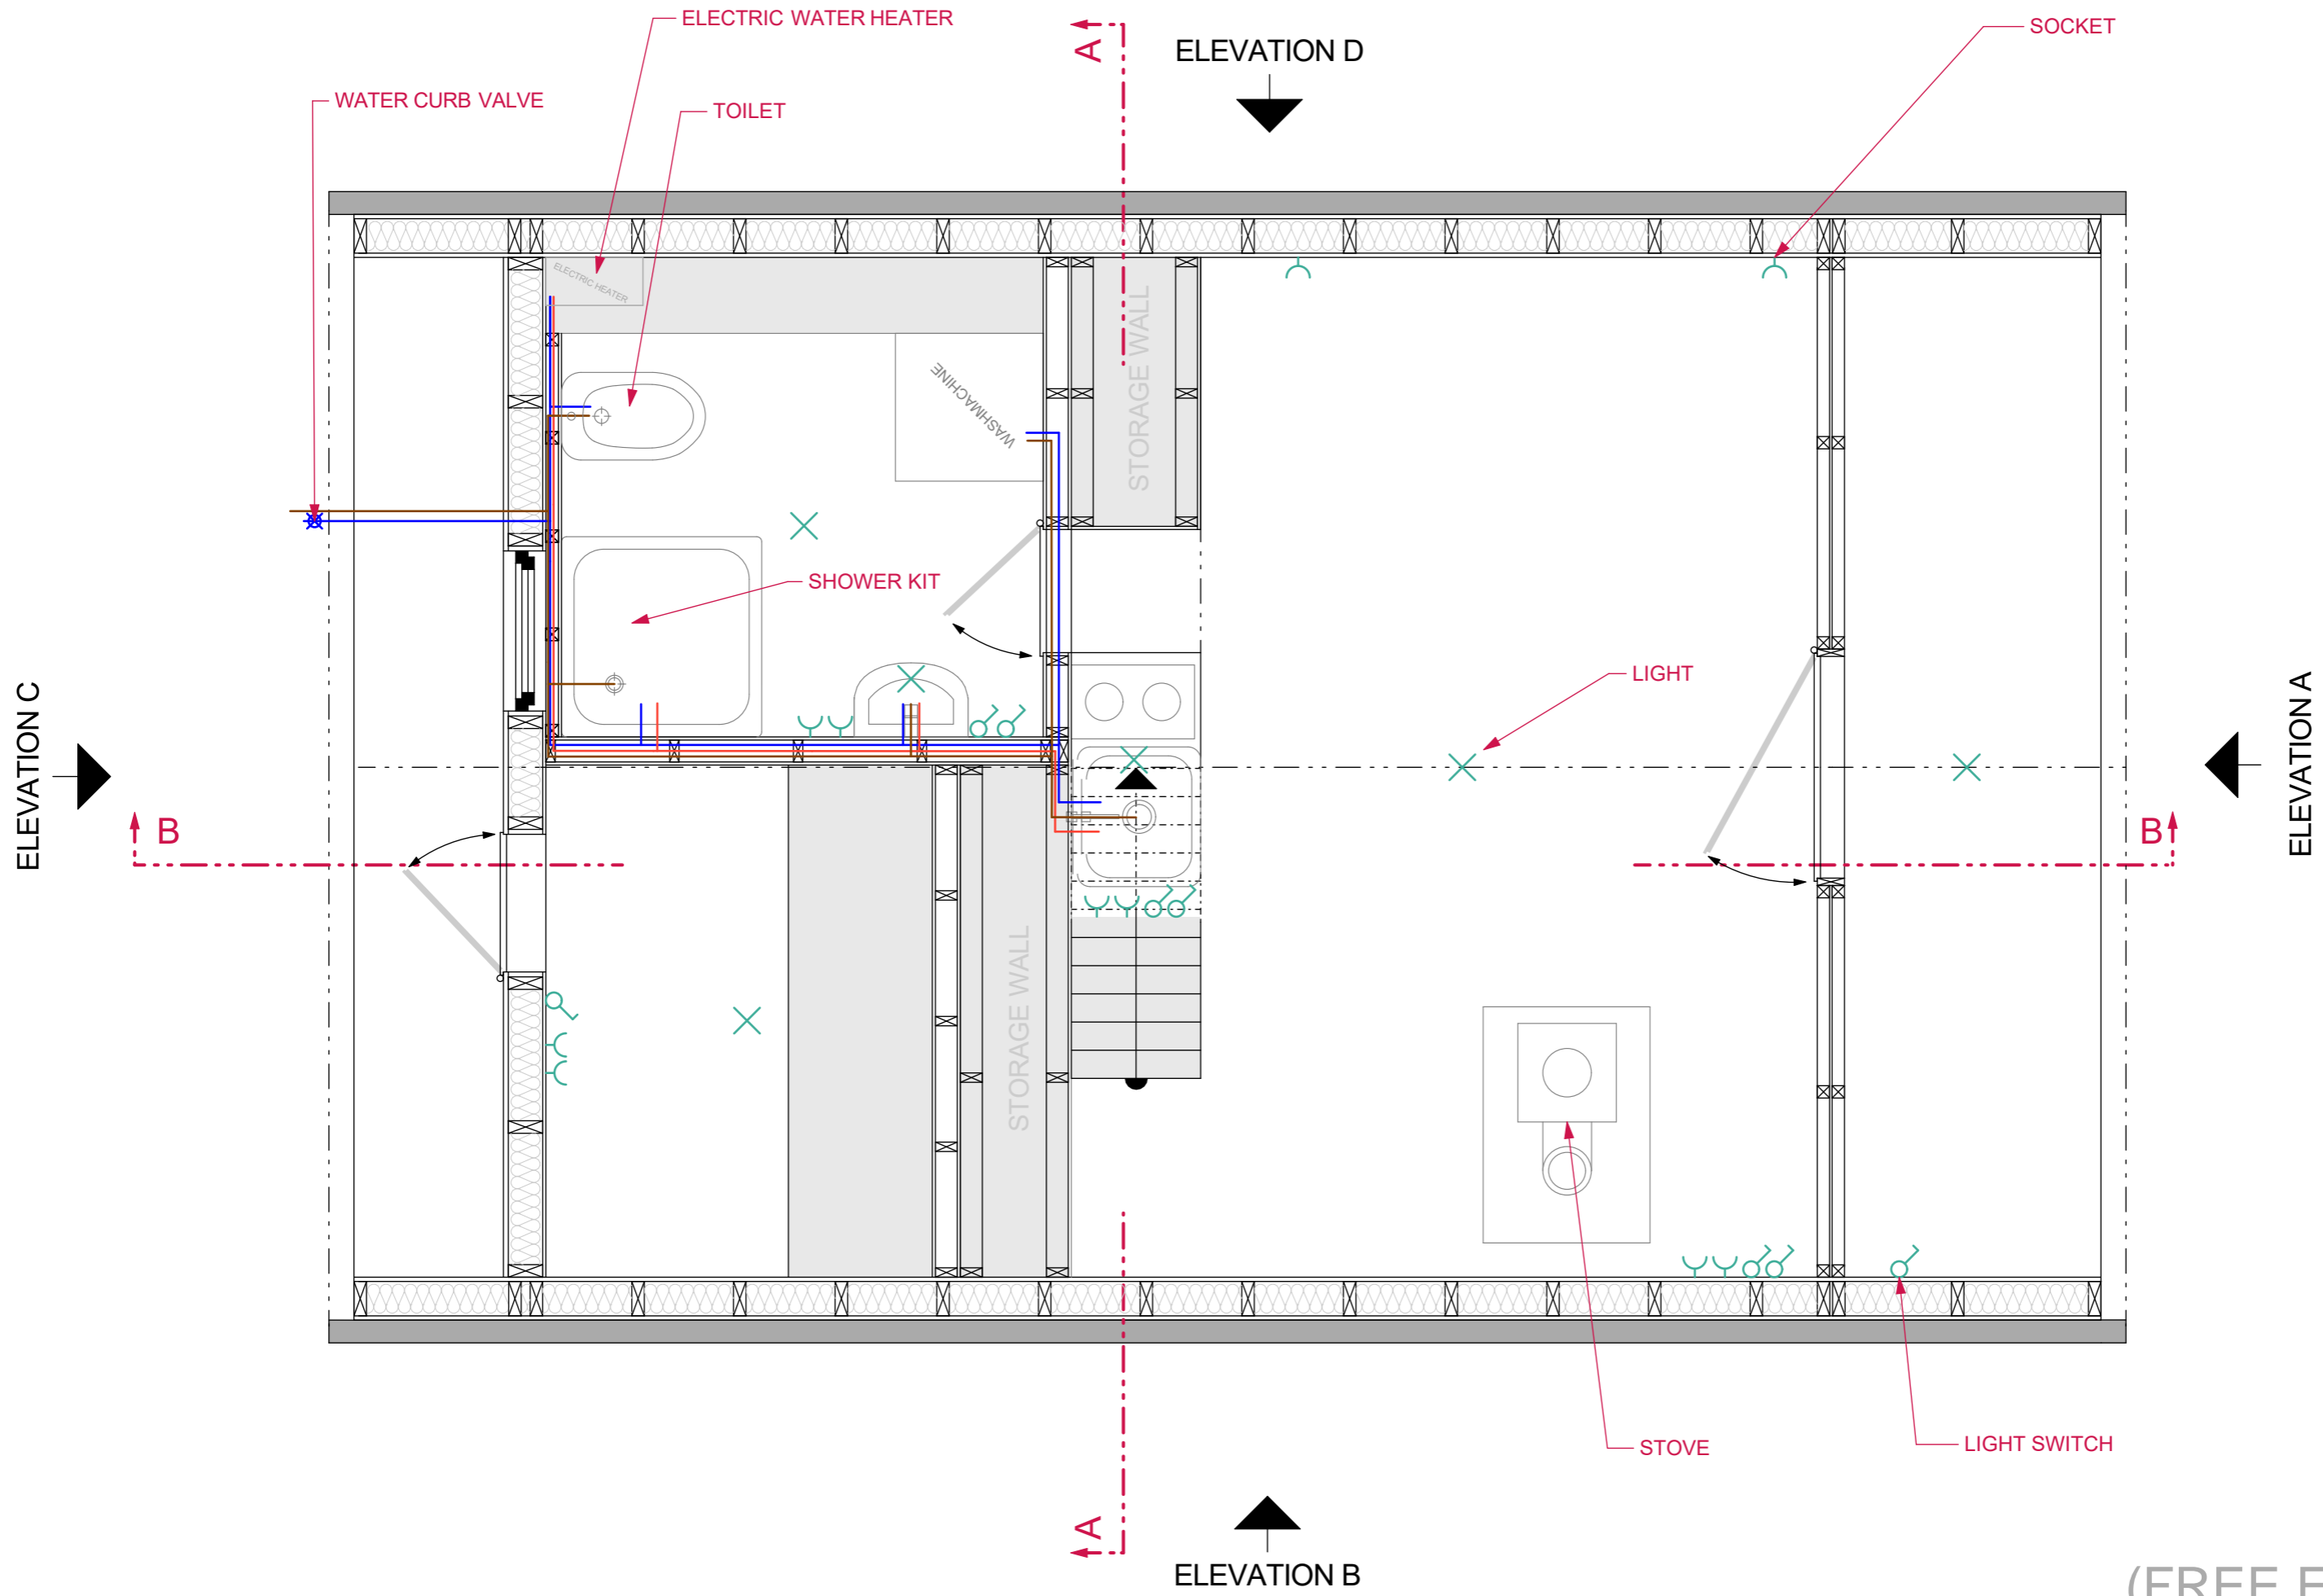 ELECTRIC WATER HEATER
SOCKET
A
ELEVATION D
WATER CURB VALVE
TOILET
ELECTRIC HEATER
STORAGE WALL
WASHMACHINE
SHOWER KIT
LIGHT
ELEVATION C
ELEVATION A
B
B
STORAGE WALL
STOVE
LIGHT SWITCH
A
ELEVATION B